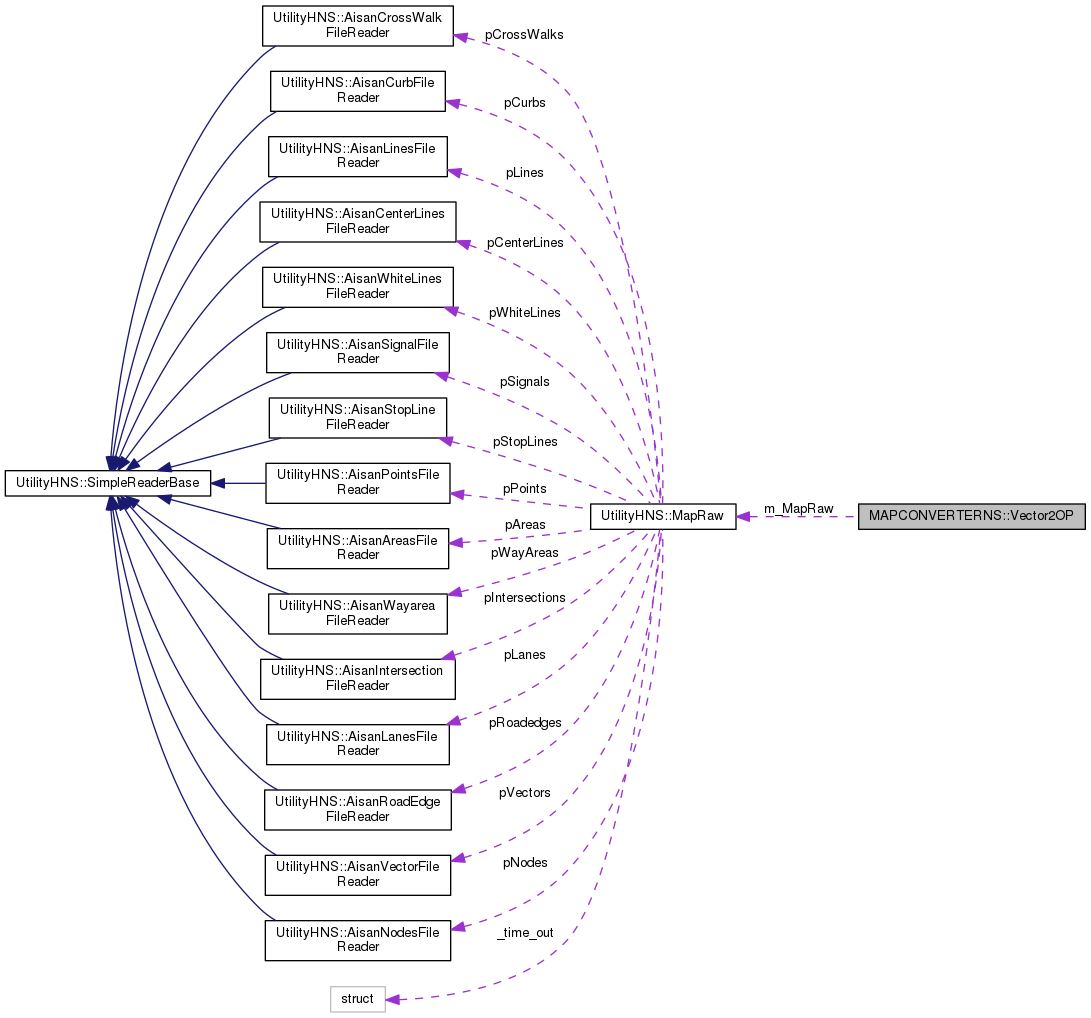 UtilityHNS::AisanCrossWalk
FileReader
pCrossWalks
UtilityHNS::AisanCurbFile
Reader
pCurbs
UtilityHNS::AisanLinesFile
Reader
pLines
UtilityHNS::AisanCenterLines
FileReader
pCenterLines
UtilityHNS::AisanWhiteLines
FileReader
pWhiteLines
UtilityHNS::AisanSignalFile
Reader
pSignals
UtilityHNS::AisanStopLine
FileReader
pStopLines
UtilityHNS::SimpleReaderBase
UtilityHNS::AisanPointsFile
Reader
pPoints
UtilityHNS::MapRaw
m_MapRaw
MAPCONVERTERNS::Vector2OP
UtilityHNS::AisanAreasFile
Reader
pAreas
UtilityHNS::AisanWayarea
FileReader
pWayAreas
UtilityHNS::AisanIntersection
FileReader
pIntersections
UtilityHNS::AisanLanesFile
Reader
pLanes
UtilityHNS::AisanRoadEdge
FileReader
pRoadedges
UtilityHNS::AisanVectorFile
Reader
pVectors
UtilityHNS::AisanNodesFile
Reader
pNodes
_time_out
struct